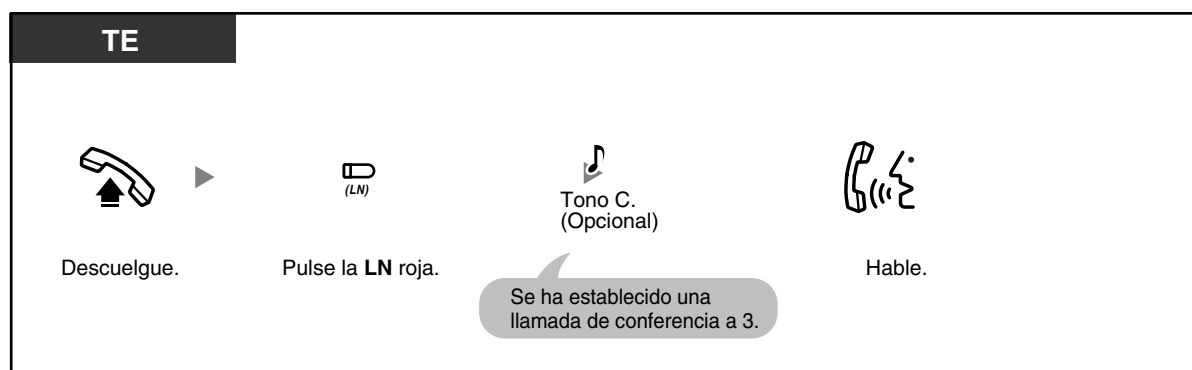 TE
(LN)
Tono C.
(Opcional)
Descuelgue.
Pulse la LN roja.
Hable.
Se ha establecido una
llamada de conferencia a 3.